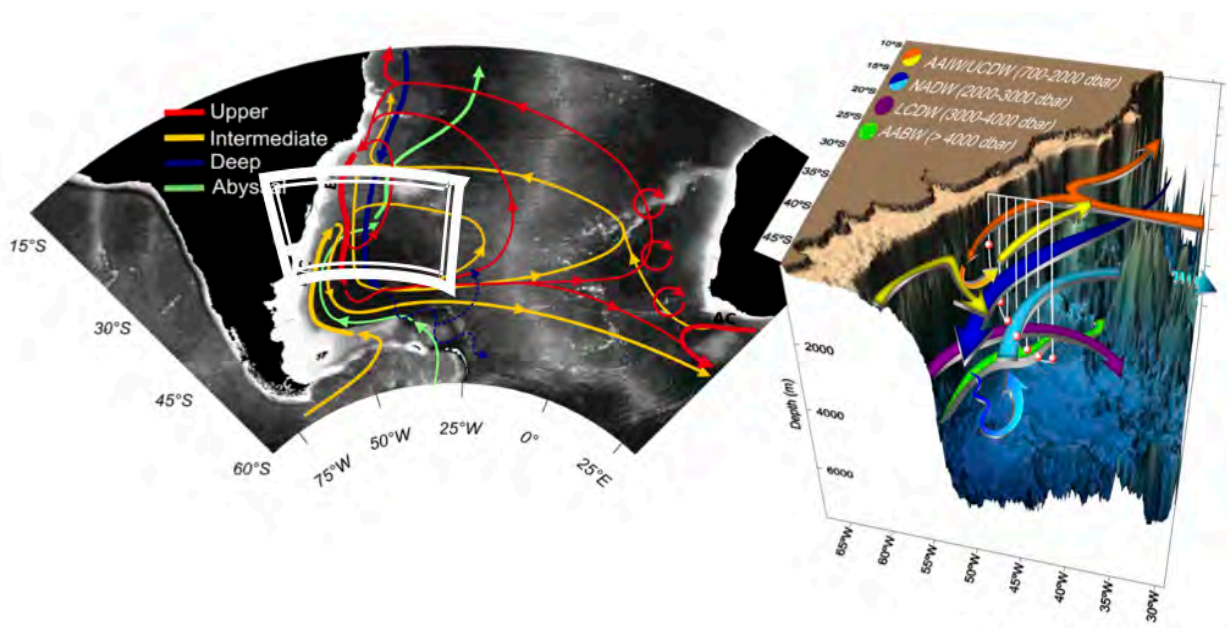 Upper
Intermediate
Deep
Abyssal
AC
15°S
30°S
45°S
60°S
75°W
50°W
25°W
0°
25°E
10°S
15°S
20°S
25°S
30°S
35°S
40°S
45°S
AAIW/UCDW (700-2000 dbar)
NADW (2000-3000 dbar)
LCDW (3000-4000 dbar)
AABW (> 4000 dbar)
2000
4000
6000
Depth (m)
65°W
60°W
55°W
50°W
45°W
40°W
35°W
30°W